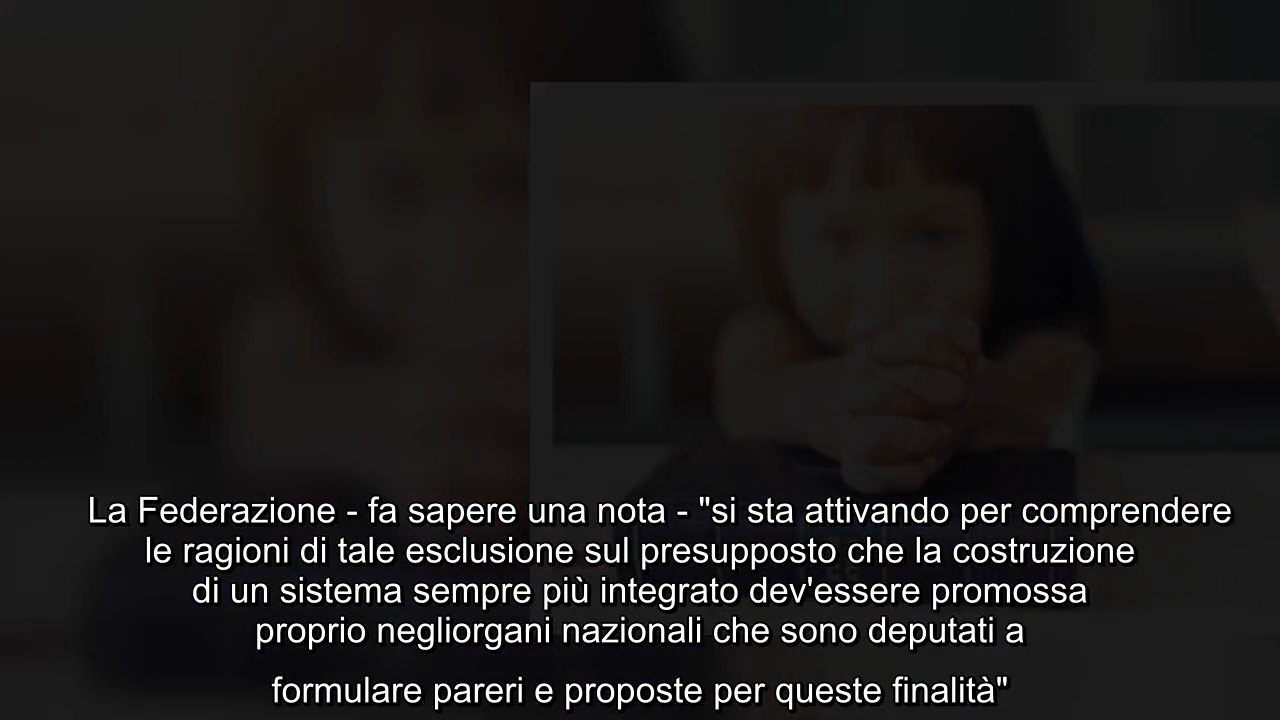 La Federazione - fa sapere una nota - "si sta attivando per comprendere
le ragioni di tale esclusione sul presupposto che la costruzione
di un sistema sempre più integrato dev'essere promossa
proprio negliorgani nazionali che sono deputati a
formulare pareri e proposte per queste finalità"